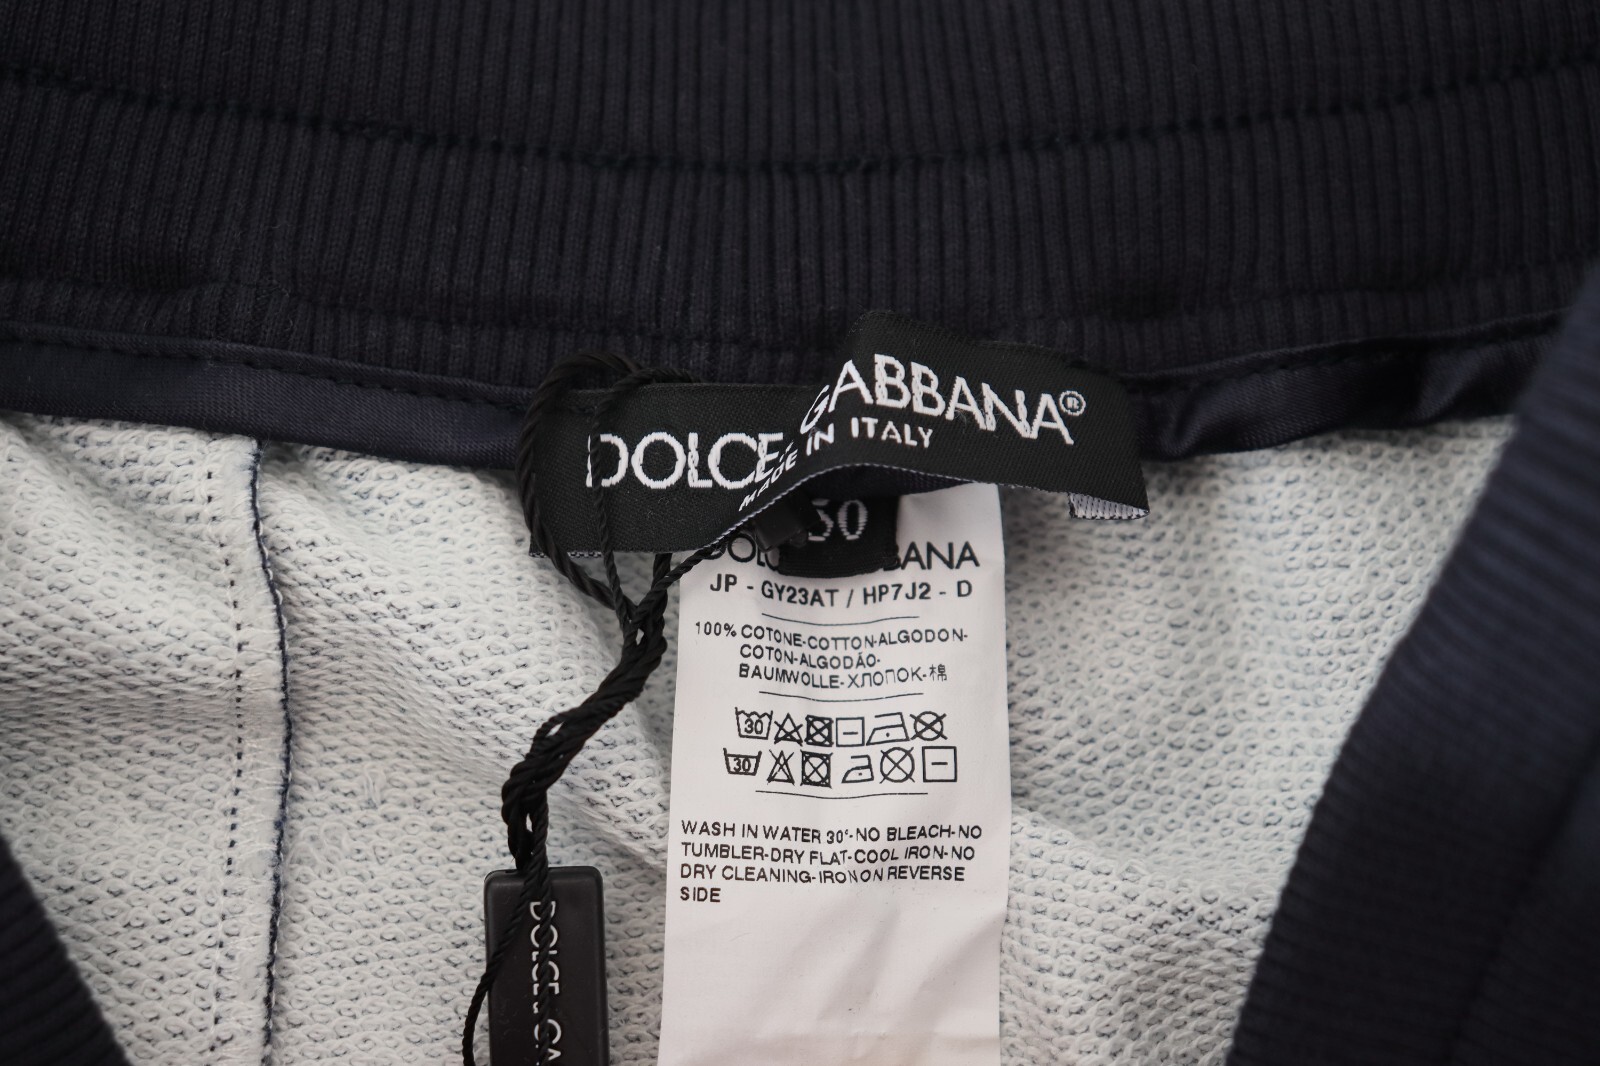 DOLCE & GABBANA®
MADE IN ITALY
50
JP - GY23AT / HP7J2 - D
100% COTONE-COTTON-ALGODON-
COTON-ALGODÃO-
BAUMWOLLE-ХЛОПОК-棉
30
30
WASH IN WATER 30°-NO BLEACH-NO
TUMBLER-DRY FLAT-COOL IRON-NO
DRY CLEANING-IRON ON REVERSE
SIDE
DOLCE & GA